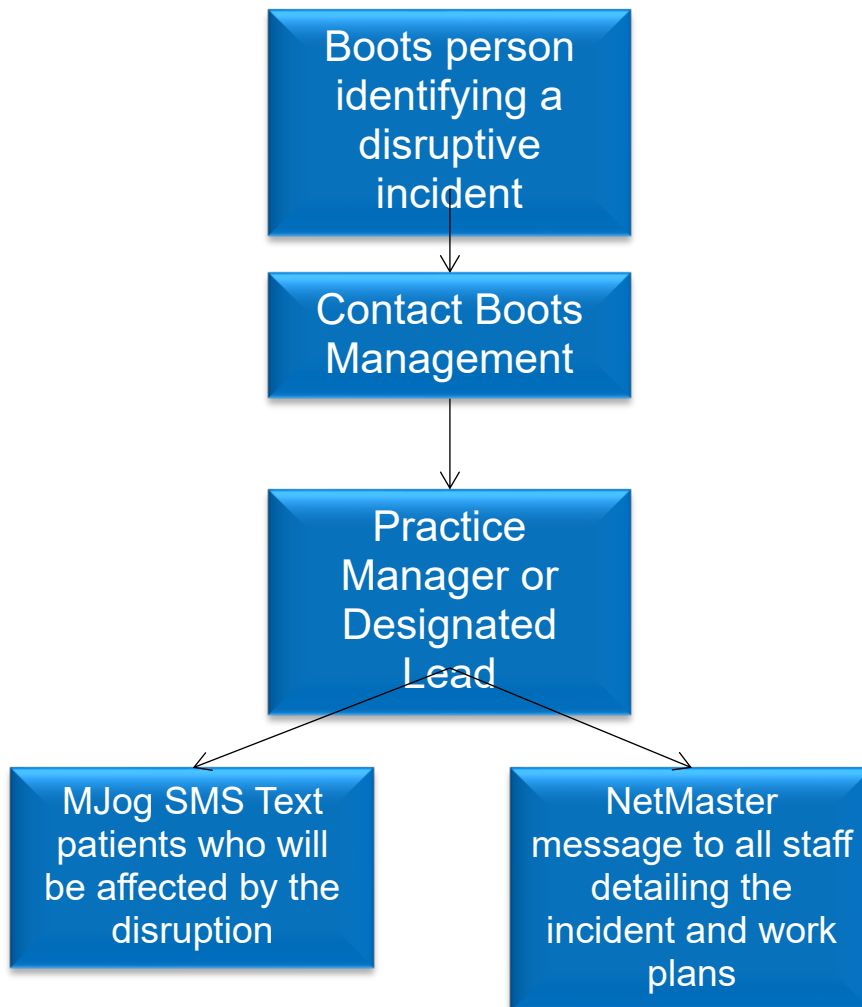 Boots person
identifying a
disruptive
incident
Contact Boots
Management
Practice
Manager or
Designated
Lead
MJog SMS Text
patients who will
be affected by the
disruption
NetMaster
message to all staff
detailing the
incident and work
plans